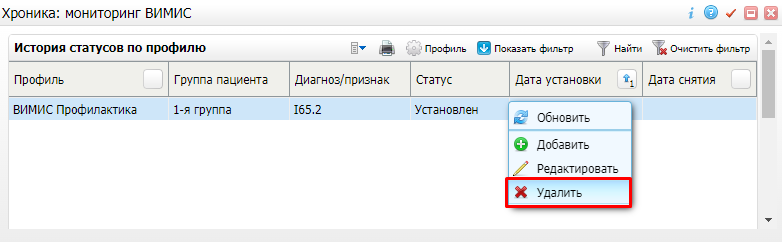 Хроника: мониторинг ВИМИС
История статусов по профилю Профиль Показать фильтр Найти Очистить фильтр
Профиль Группа пациента Диагноз/признак Статус Дата установки 1 Дата снятия
ВИМИС Профилактика 1-я группа I65.2 Установлен
Обновить
Добавить
Редактировать
Удалить